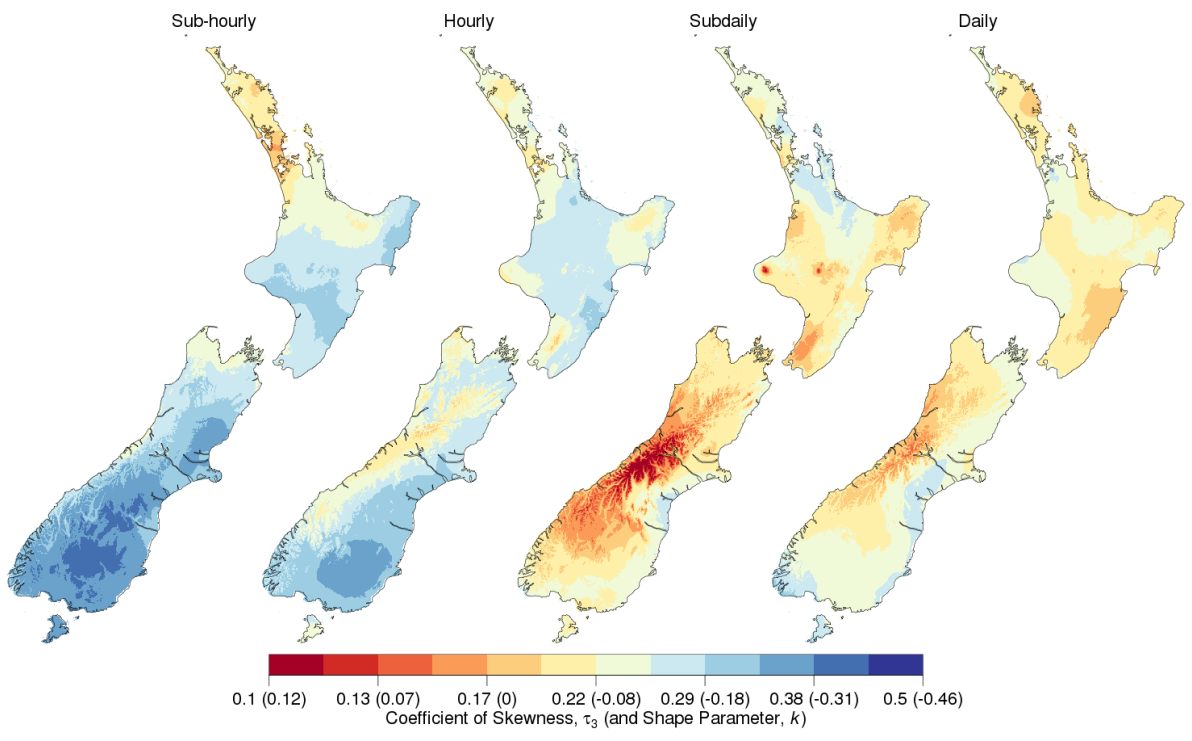 Sub-hourly Hourly Subdaily Daily
0.1 (0.12) 0.13 (0.07) 0.17 (0) 0.22 (-0.08) 0.29 (-0.18) 0.38 (-0.31) 0.5 (-0.46)
Coefficient of Skewness, τ₃ (and Shape Parameter, k)